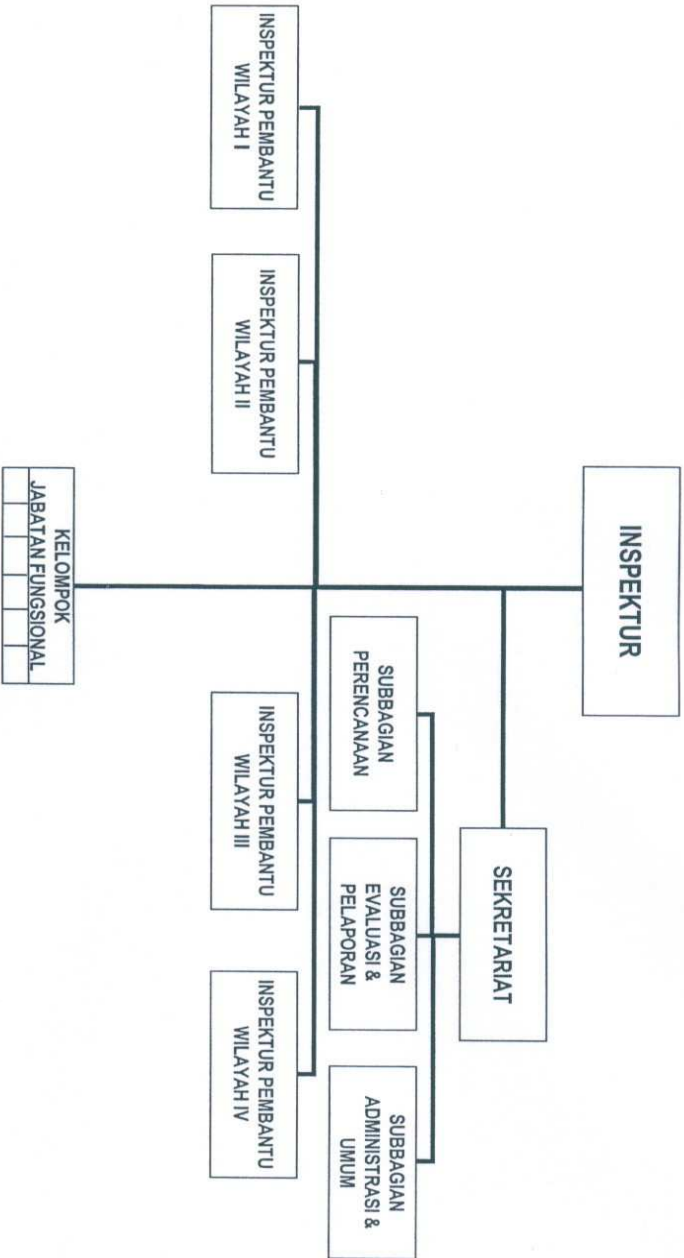 INSPEKTUR
SEKRETARIAT
SUBBAGIAN
PERENCANAAN
SUBBAGIAN
EVALUASI &
PELAPORAN
SUBBAGIAN
ADMINISTRASI &
UMUM
INSPEKTUR PEMBANTU
WILAYAH I
INSPEKTUR PEMBANTU
WILAYAH II
INSPEKTUR PEMBANTU
WILAYAH III
INSPEKTUR PEMBANTU
WILAYAH IV
KELOMPOK
JABATAN FUNGSIONAL